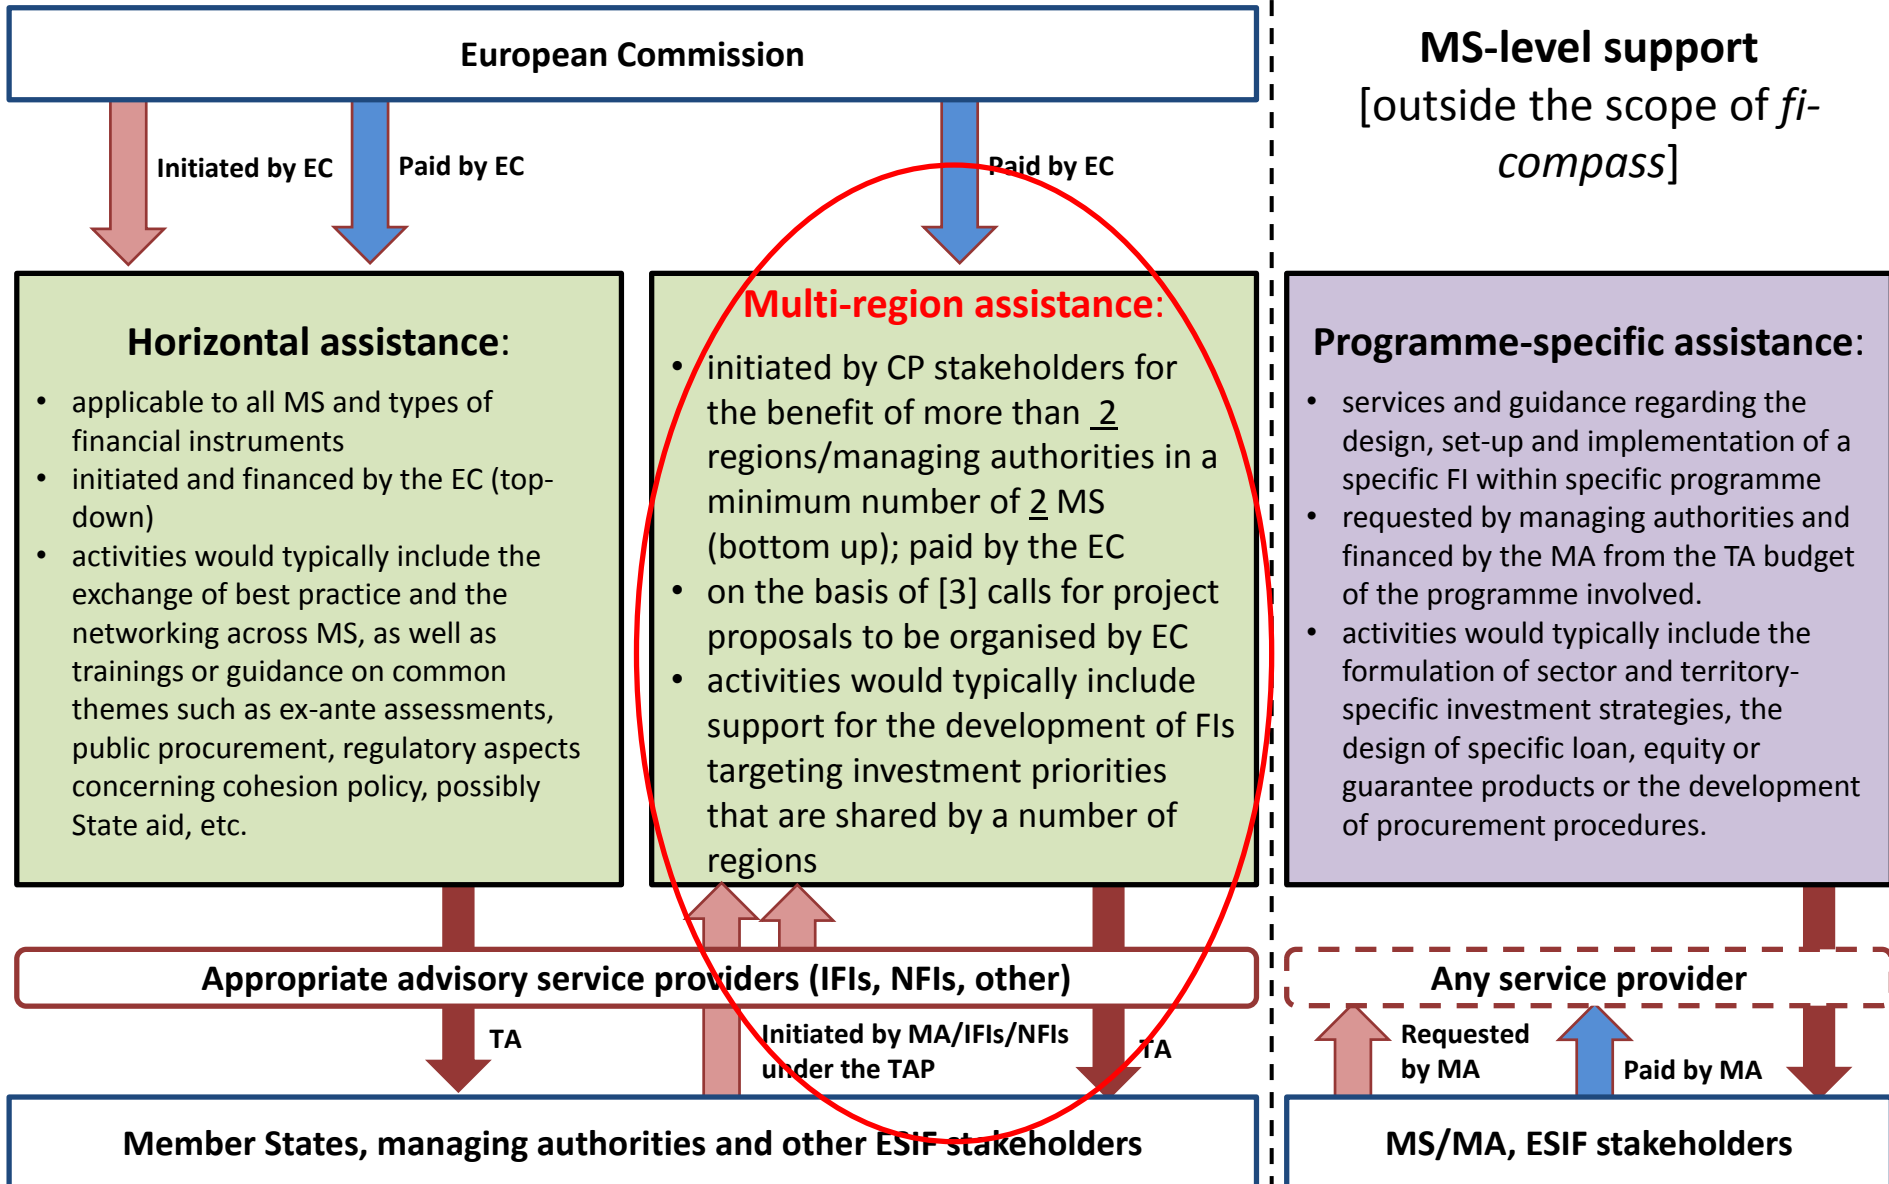 European Commission
MS-level support
[outside the scope of fi-
compass]
Initiated by EC
Paid by EC
Paid by EC
Horizontal assistance:
• applicable to all MS and types of
financial instruments
• initiated and financed by the EC (top-
down)
• activities would typically include the
exchange of best practice and the
networking across MS, as well as
trainings or guidance on common
themes such as ex-ante assessments,
public procurement, regulatory aspects
concerning cohesion policy, possibly
State aid, etc.
Multi-region assistance:
• initiated by CP stakeholders for
the benefit of more than 2
regions/managing authorities in a
minimum number of 2 MS
(bottom up); paid by the EC
• on the basis of [3] calls for project
proposals to be organised by EC
• activities would typically include
support for the development of FIs
targeting investment priorities
that are shared by a number of
regions
Programme-specific assistance:
• services and guidance regarding the
design, set-up and implementation of a
specific FI within specific programme
• requested by managing authorities and
financed by the MA from the TA budget
of the programme involved.
• activities would typically include the
formulation of sector and territory-
specific investment strategies, the
design of specific loan, equity or
guarantee products or the development
of procurement procedures.
Appropriate advisory service providers (IFIs, NFIs, other)
Any service provider
TA
Initiated by MA/IFIs/NFIs
under the TAP
TA
Requested
by MA
Paid by MA
Member States, managing authorities and other ESIF stakeholders
MS/MA, ESIF stakeholders